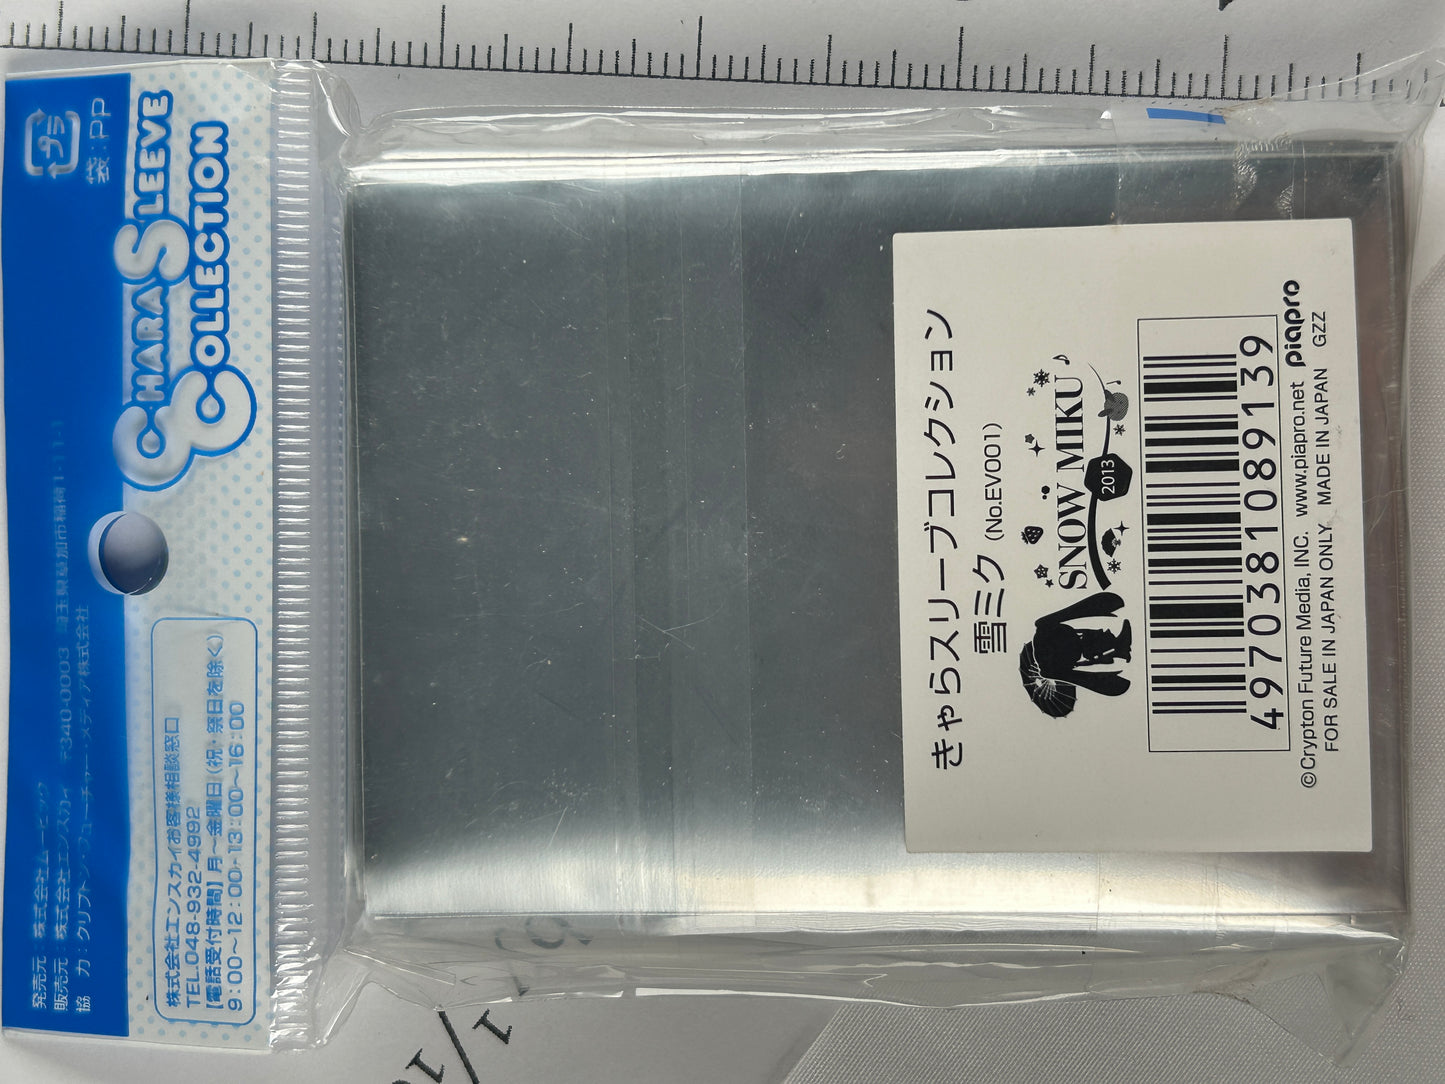 プラ
袋：PP
CHARA SLEEVE
COLLECTION
発売元：株式会社ムービック
販売元：株式会社エンスカイ 〒340-0003 埼玉県草加市稲荷1-11-1
協　力：クリプトン・フューチャー・メディア株式会社
株式会社エンスカイお客様相談窓口
TEL.048-932-4992
【電話受付時間】月～金曜日（祝・祭日を除く）
9：00～12：00/13：00～16：00
きゃらスリーブコレクション
雪ミク (No.EV001)
SNOW MIKU
2013
4970381089139
©Crypton Future Media, INC. www.piapro.net piapro
FOR SALE IN JAPAN ONLY MADE IN JAPAN GZZ